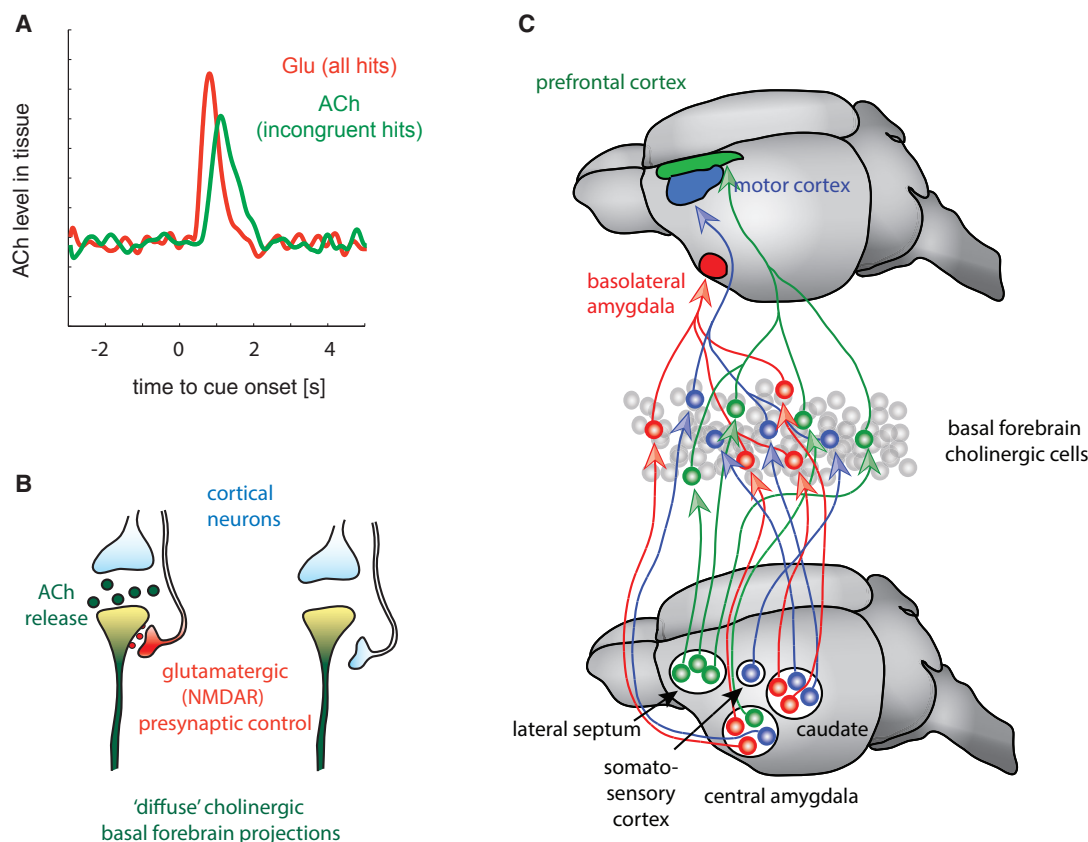 A
Glu (all hits)
ACh
(incongruent hits)
ACh level in tissue
-2
0
2
4
time to cue onset [s]
B
cortical
neurons
ACh
release
glutamatergic
(NMDAR)
presynaptic control
'diffuse' cholinergic
basal forebrain projections
C
prefrontal cortex
motor cortex
basolateral
amygdala
basal forebrain
cholinergic cells
lateral septum
caudate
somato-
sensory
cortex
central amygdala